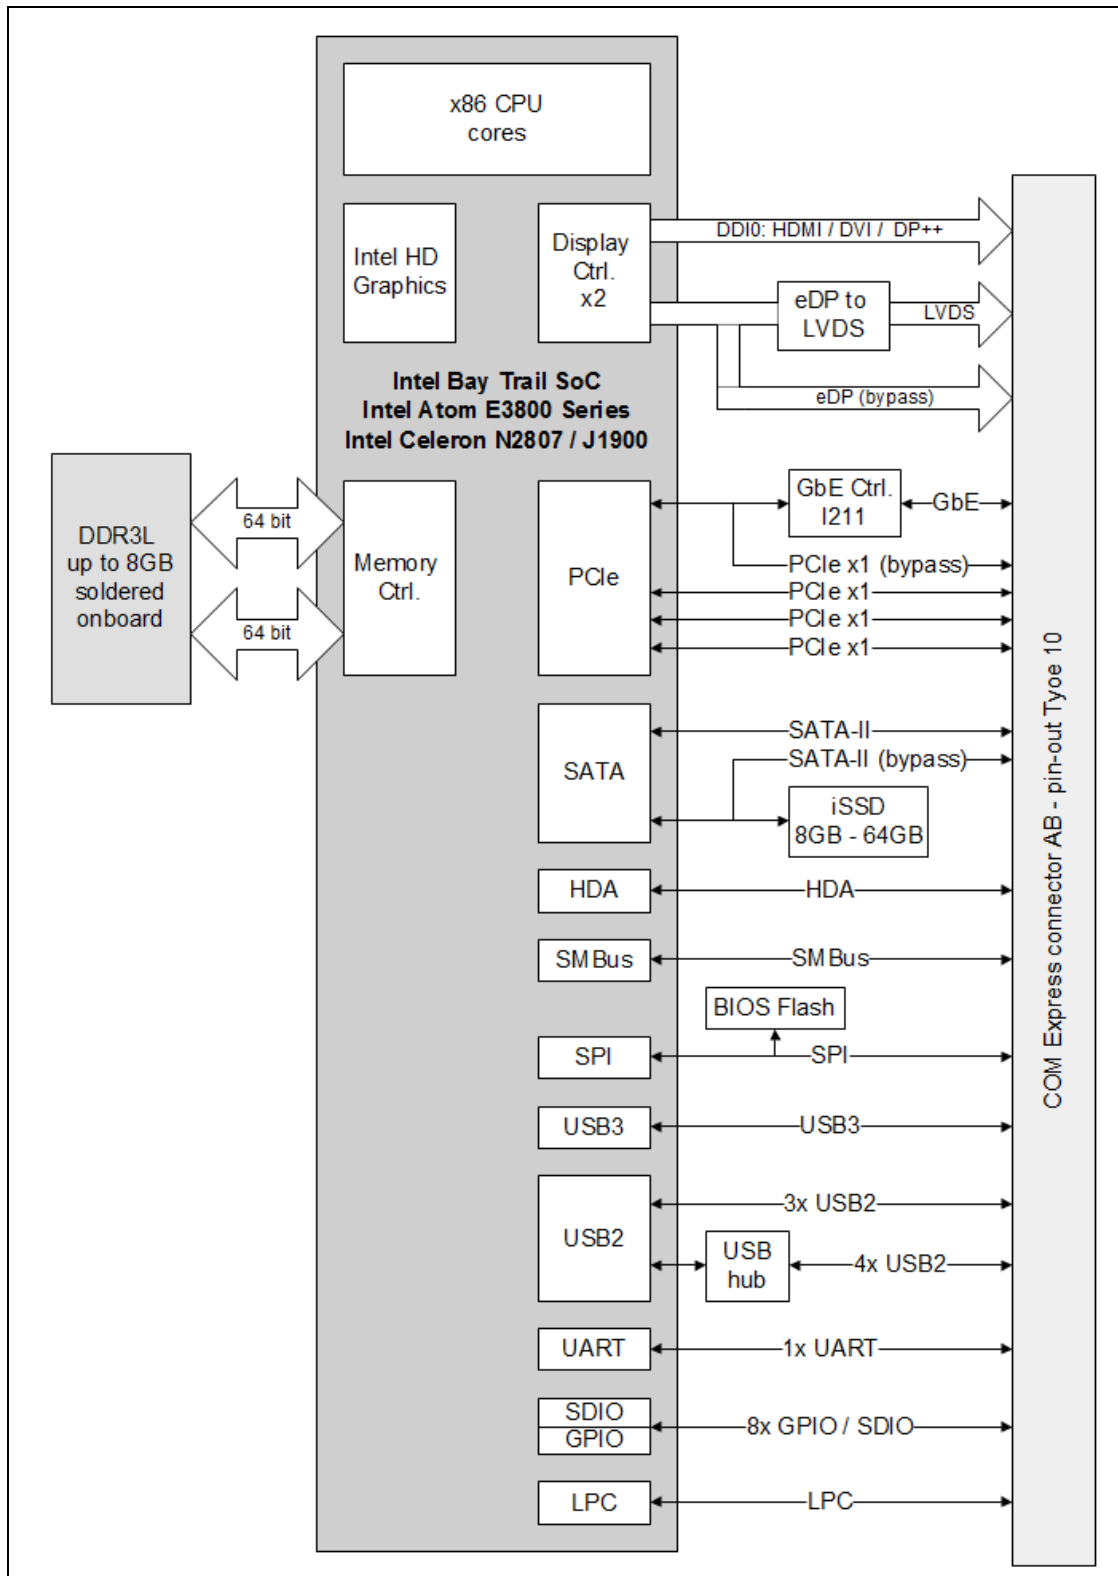 x86 CPU
cores
Intel HD
Graphics
Display
Ctrl.
x2
DDI0: HDMI / DVI / DP++
eDP to
LVDS
LVDS
eDP (bypass)
Intel Bay Trail SoC
Intel Atom E3800 Series
Intel Celeron N2807 / J1900
DDR3L
up to 8GB
soldered
onboard
64 bit
64 bit
Memory
Ctrl.
PCIe
GbE Ctrl.
I211
GbE
PCIe x1 (bypass)
PCIe x1
PCIe x1
PCIe x1
SATA
SATA-II
SATA-II (bypass)
iSSD
8GB - 64GB
HDA
HDA
SMBus
SMBus
BIOS Flash
SPI
SPI
USB3
USB3
USB2
3x USB2
USB
hub
4x USB2
UART
1x UART
SDIO
GPIO
8x GPIO / SDIO
LPC
LPC
COM Express connector AB - pin-out Tyoe 10